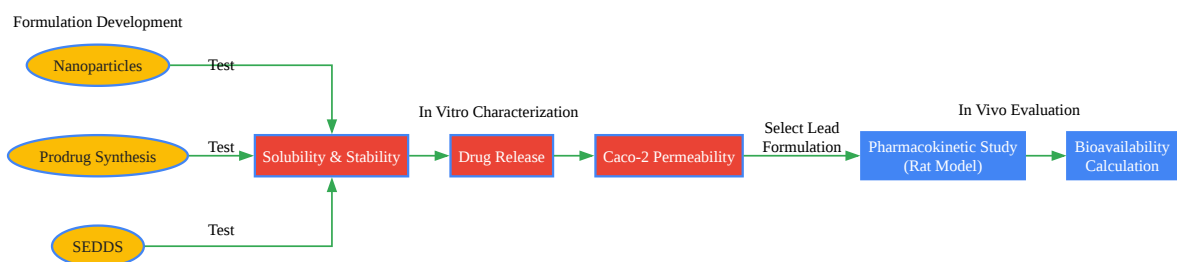 Formulation Development
Nanoparticles
Test
Prodrug Synthesis
Test
SEDDS
Test
In Vitro Characterization
Solubility & Stability
Drug Release
Caco-2 Permeability
Select Lead
Formulation
In Vivo Evaluation
Pharmacokinetic Study
(Rat Model)
Bioavailability
Calculation